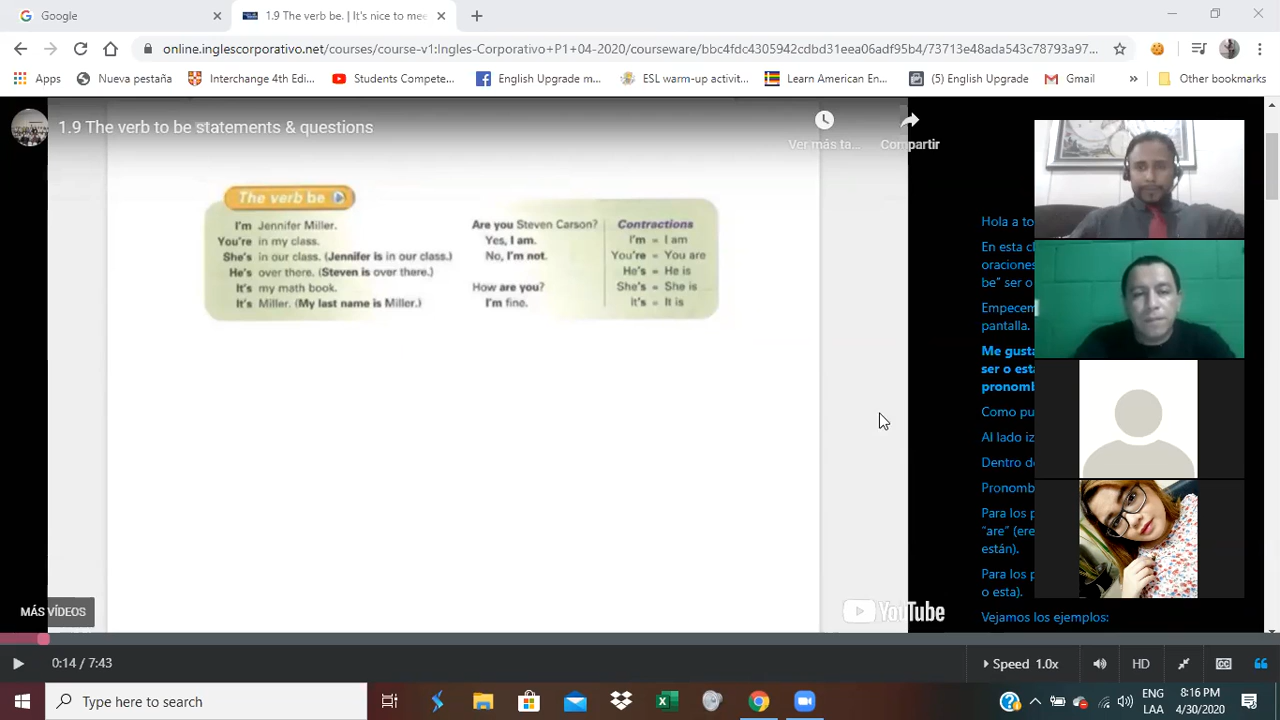 Google
1.9 The verb be. | It's nice to mee
online.inglescorporativo.net/courses/course-v1:Ingles-Corporativo+P1+04-2020/courseware/bbc4fdc4305942cdbd31eea06adf95b4/73713e48ada543c78793a97...
Apps
Nueva pestaña
Interchange 4th Edi...
Students Compete...
English Upgrade m...
ESL warm-up activit...
Learn American En...
(5) English Upgrade
Gmail
»
Other bookmarks
1.9 The verb to be statements & questions
Ver más ta...
Compartir
The verb be
I'm Jennifer Miller.
You're in my class.
She's in our class. (Jennifer is in our class.)
He's over there. (Steven is over there.)
It's my math book.
It's Miller. (My last name is Miller.)
Are you Steven Carson?
Yes, I am.
No, I'm not.
How are you?
I'm fine.
Contractions
I'm = I am
You're = You are
He's = He is
She's = She is
It's = It is
Hola a to
En esta cl
oraciones
be" ser o
Empecem
pantalla.
Me gusta
ser o esta
pronomb
Como pu
Al lado iz
Dentro de
Pronomb
Para los p
"are" (ere
están).
Para los p
o esta).
Vejamos los ejemplos:
MÁS VÍDEOS
YouTube
0:14 / 7:43
Speed 1.0x
HD
Type here to search
ENG
LAA
8:16 PM
4/30/2020